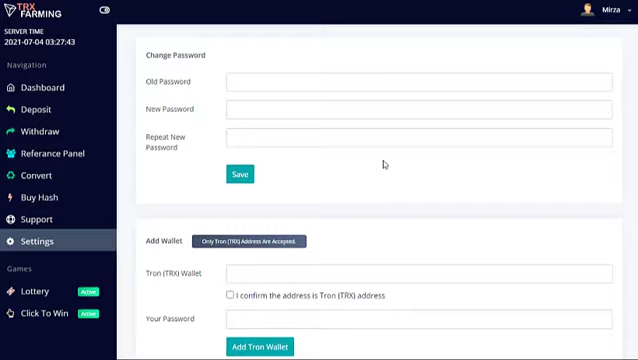 TRX
FARMING
Mirza
SERVER TIME
2021-07-04 03:27:43
Navigation
Dashboard
Deposit
Withdraw
Referance Panel
Convert
Buy Hash
Support
Settings
Games
Lottery Active
Click To Win Active
Change Password
Old Password
New Password
Repeat New
Password
Save
Add Wallet Only Tron (TRX) Address Are Accepted.
Tron (TRX) Wallet
I confirm the address is Tron (TRX) address
Your Password
Add Tron Wallet